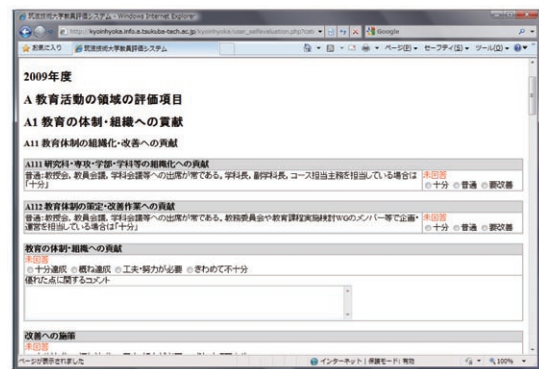 筑波技術大学教員評価システム - Windows Internet Explorer
http://kyoinhyoka.info.a.tsukuba-tech.ac.jp/kyoinhyoka/user_selfevaluation.php?cat=
Google
お気に入り
筑波技術大学教員評価システム
ページ(P)
セーフティ(S)
ツール(O)
2009年度
A 教育活動の領域の評価項目
A1 教育の体制・組織への貢献
A11 教育体制の組織化・改善への貢献
A111 研究科・専攻・学部・学科等の組織化への貢献
普通:教授会、教員会議、学科会議等への出席が常である。学科長、副学科長、コース担当主務を担当している場合は
「十分」
未回答
十分 普通 要改善
A112 教育体制の策定・改善作業への貢献
普通:教授会、教員会議、学科会議等への出席が常である。教務委員会や教育課程実施検討WGのメンバー等で企画・
運営を担当している場合は「十分」
未回答
十分 普通 要改善
教育の体制・組織への貢献
未回答
十分達成 概ね達成 工夫・努力が必要 きわめて不十分
優れた点に関するコメント
改善への施策
未回答
ページが表示されました
インターネット | 保護モード: 有効
100%